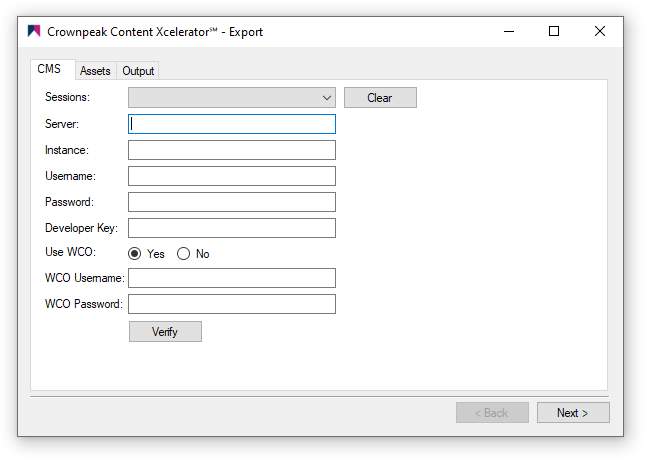 Crownpeak Content Xcelerator℠ - Export
CMS Assets Output
Sessions: Clear
Server:
Instance:
Username:
Password:
Developer Key:
Use WCO: Yes No
WCO Username:
WCO Password:
Verify
< Back Next >